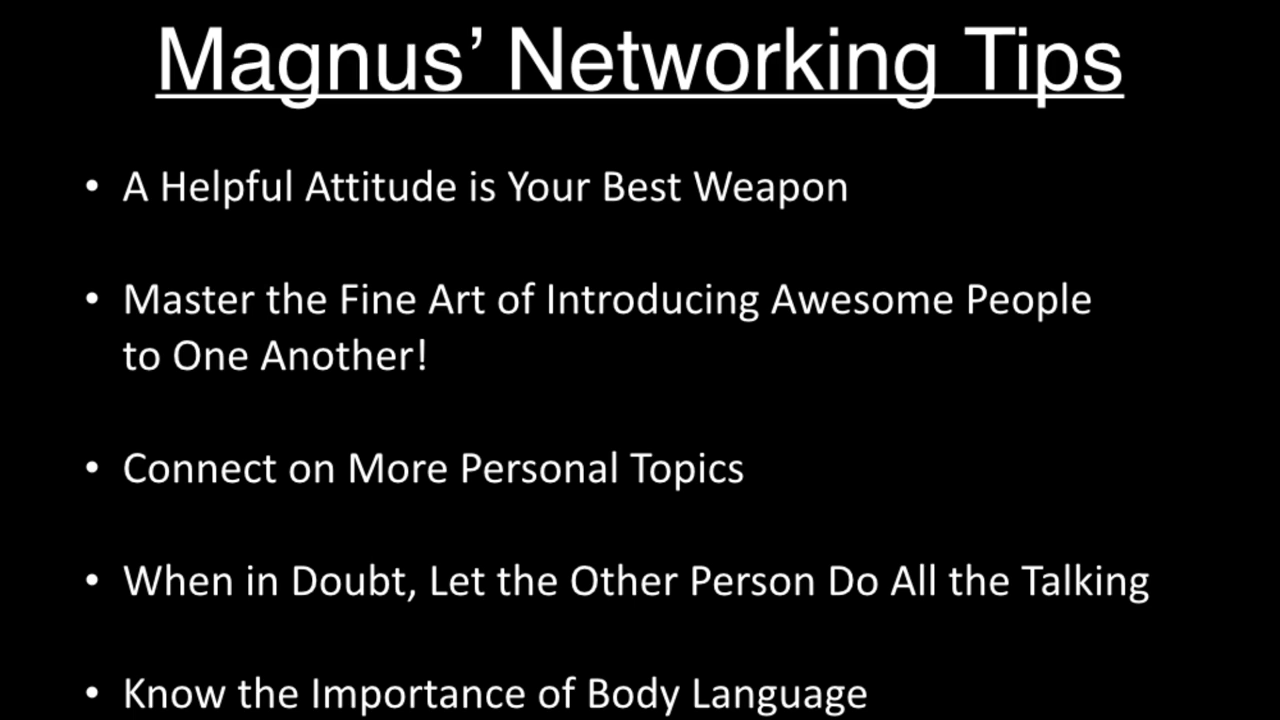 Magnus’ Networking Tips
• A Helpful Attitude is Your Best Weapon
• Master the Fine Art of Introducing Awesome People
to One Another!
• Connect on More Personal Topics
• When in Doubt, Let the Other Person Do All the Talking
• Know the Importance of Body Language